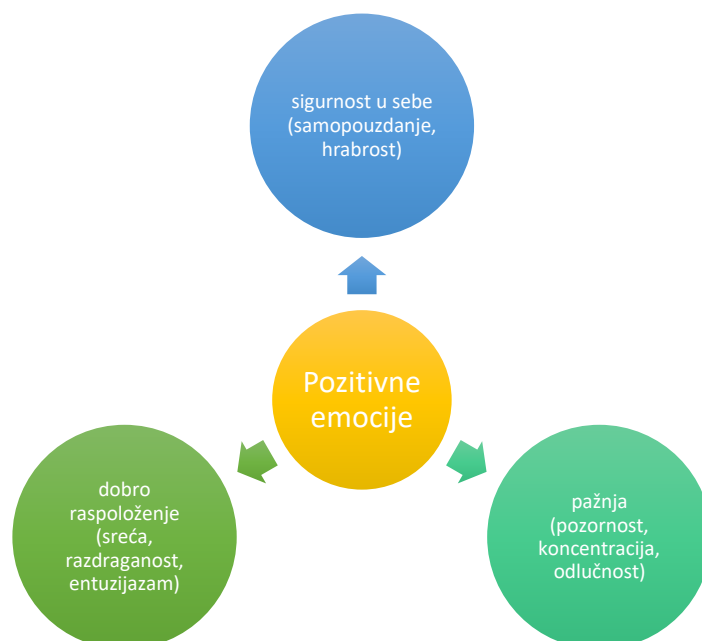 sigurnost u sebe
(samopouzdanje,
hrabrost)
Pozitivne
emocije
dobro
raspoloženje
(sreća,
razdraganost,
entuzijazam)
pažnja
(pozornost,
koncentracija,
odlučnost)